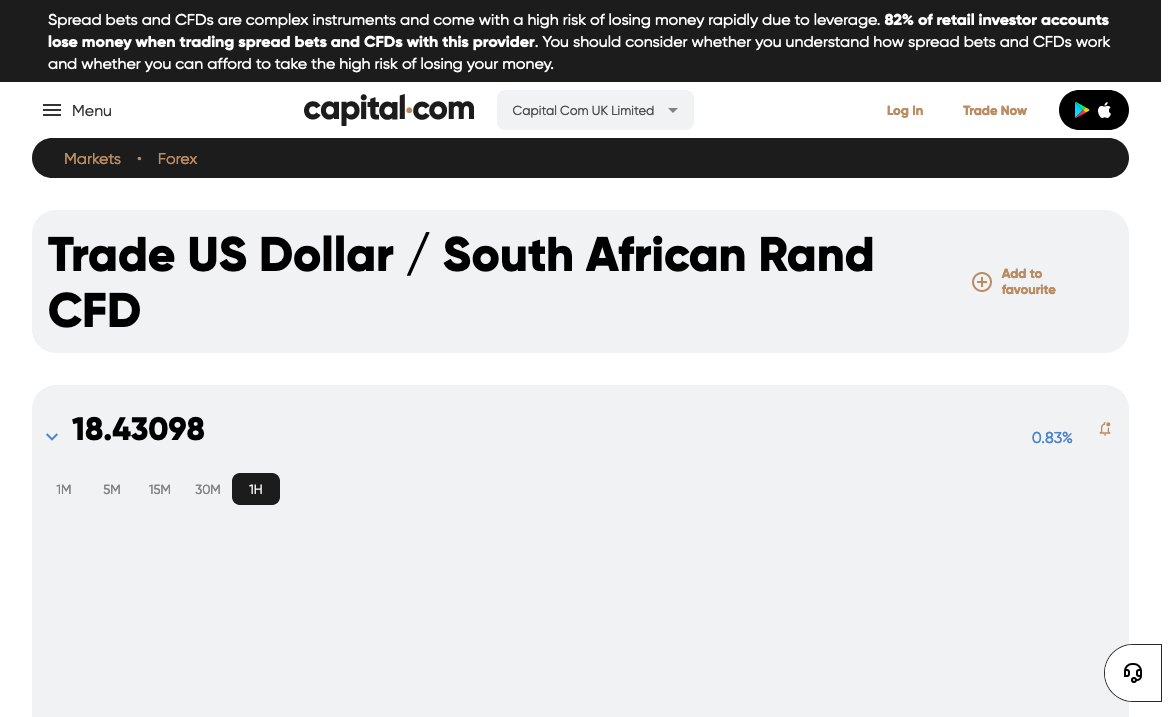 Spread bets and CFDs are complex instruments and come with a high risk of losing money rapidly due to leverage. 82% of retail investor accounts
lose money when trading spread bets and CFDs with this provider. You should consider whether you understand how spread bets and CFDs work
and whether you can afford to take the high risk of losing your money.
Menu
capital.com
Capital Com UK Limited
Log In
Trade Now
Markets • Forex
Trade US Dollar / South African Rand
CFD
Add to
favourite
18.43098
0.83%
1M 5M 15M 30M 1H